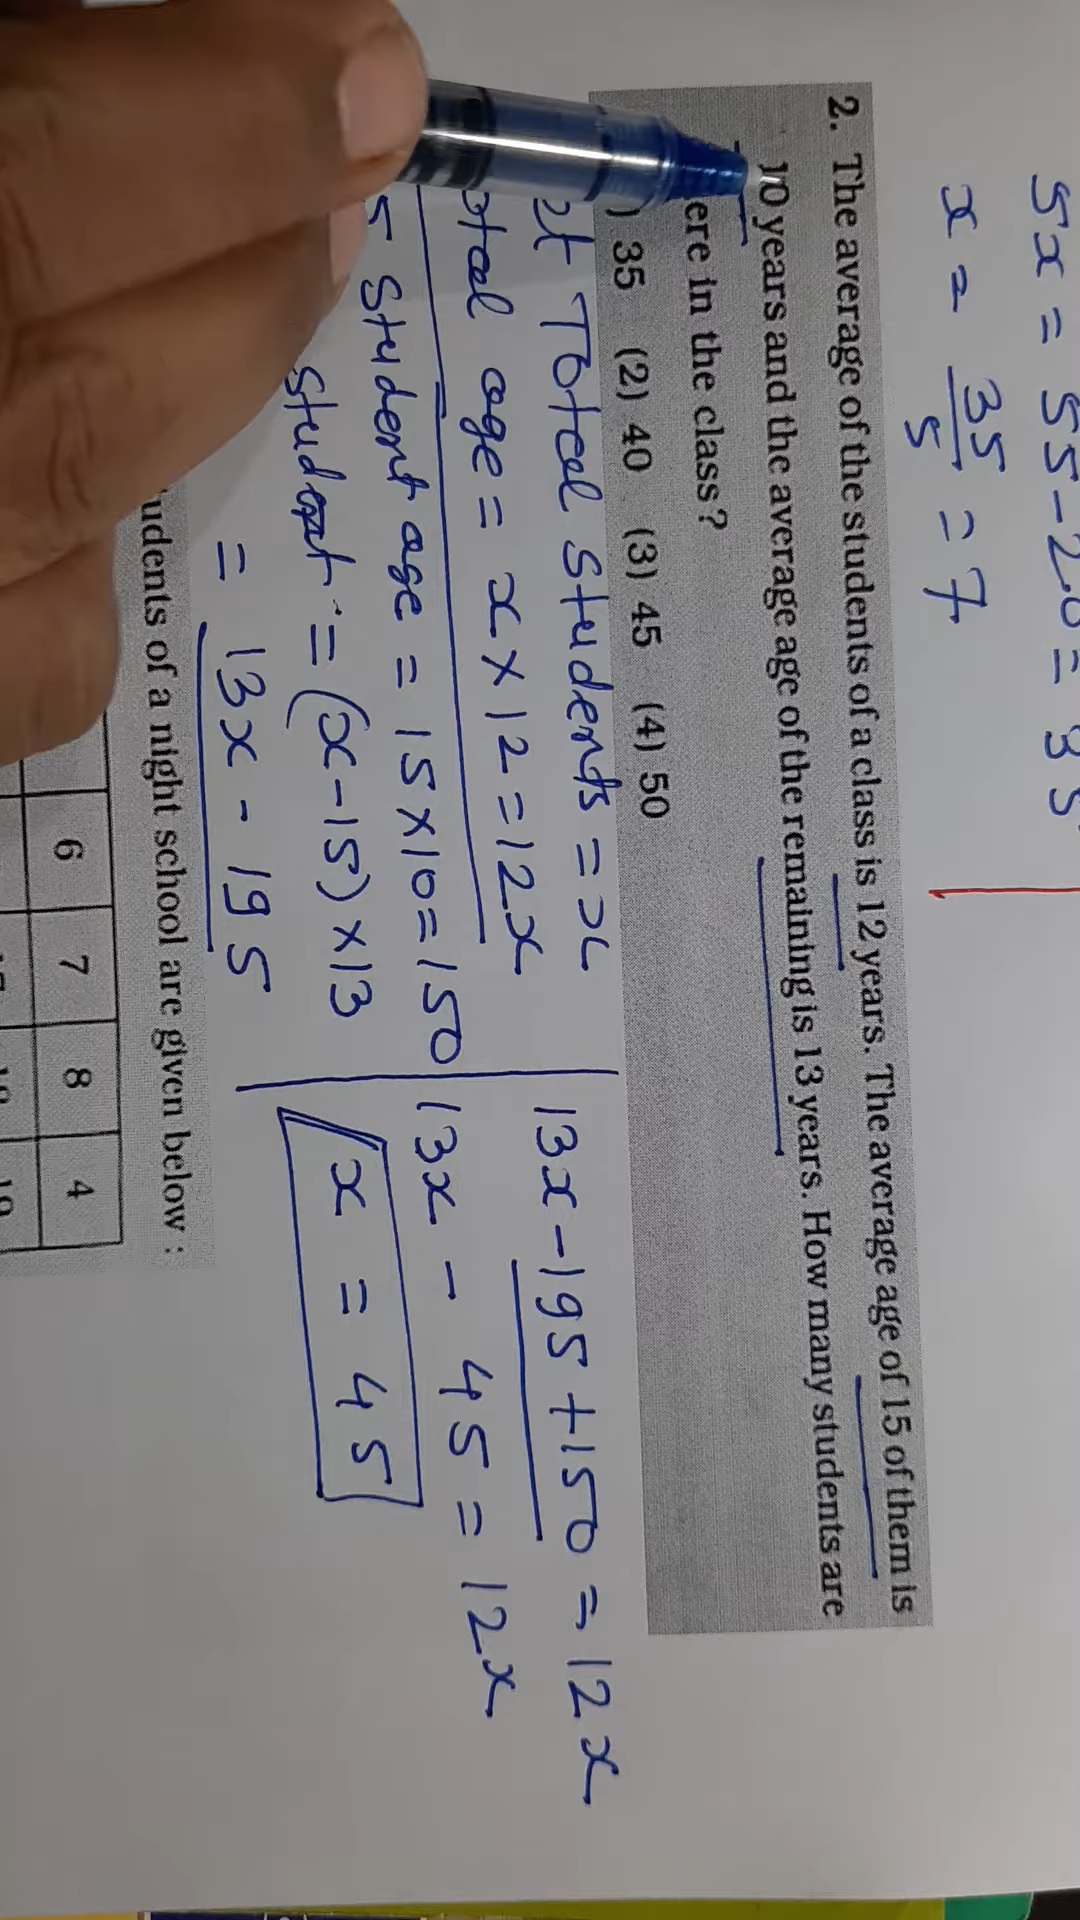 5x = 55-20 = 35
x = 35/5 = 7
2. The average of the students of a class is 12 years. The average age of 15 of them is
10 years and the average age of the remaining is 13 years. How many students are
ere in the class?
) 35 (2) 40 (3) 45 (4) 50
et Total students = x
otal age = x × 12 = 12x
5 student age = 15 × 10 = 150
student = (x-15) × 13
= 13x - 195
13x - 195 + 150 = 12x
13x - 45 = 12x
x = 45
udents of a night school are given below :
6 7 8 4